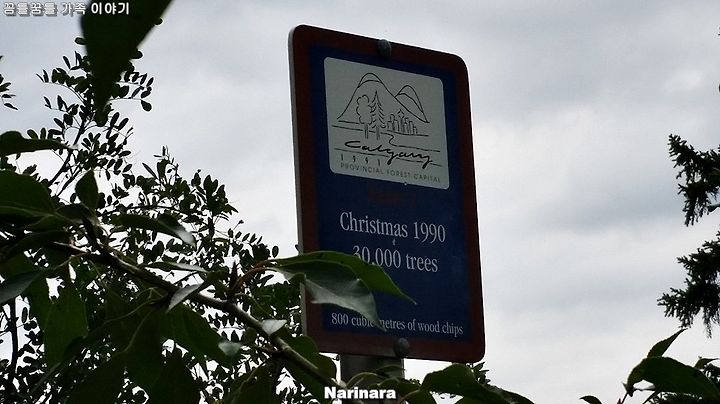 꿈틀꿈틀 가족 이야기
Calgary
1991
PROVINCIAL FOREST CAPITAL
Christmas 1990
30,000 trees
800 cubic metres of wood chips
Narinara